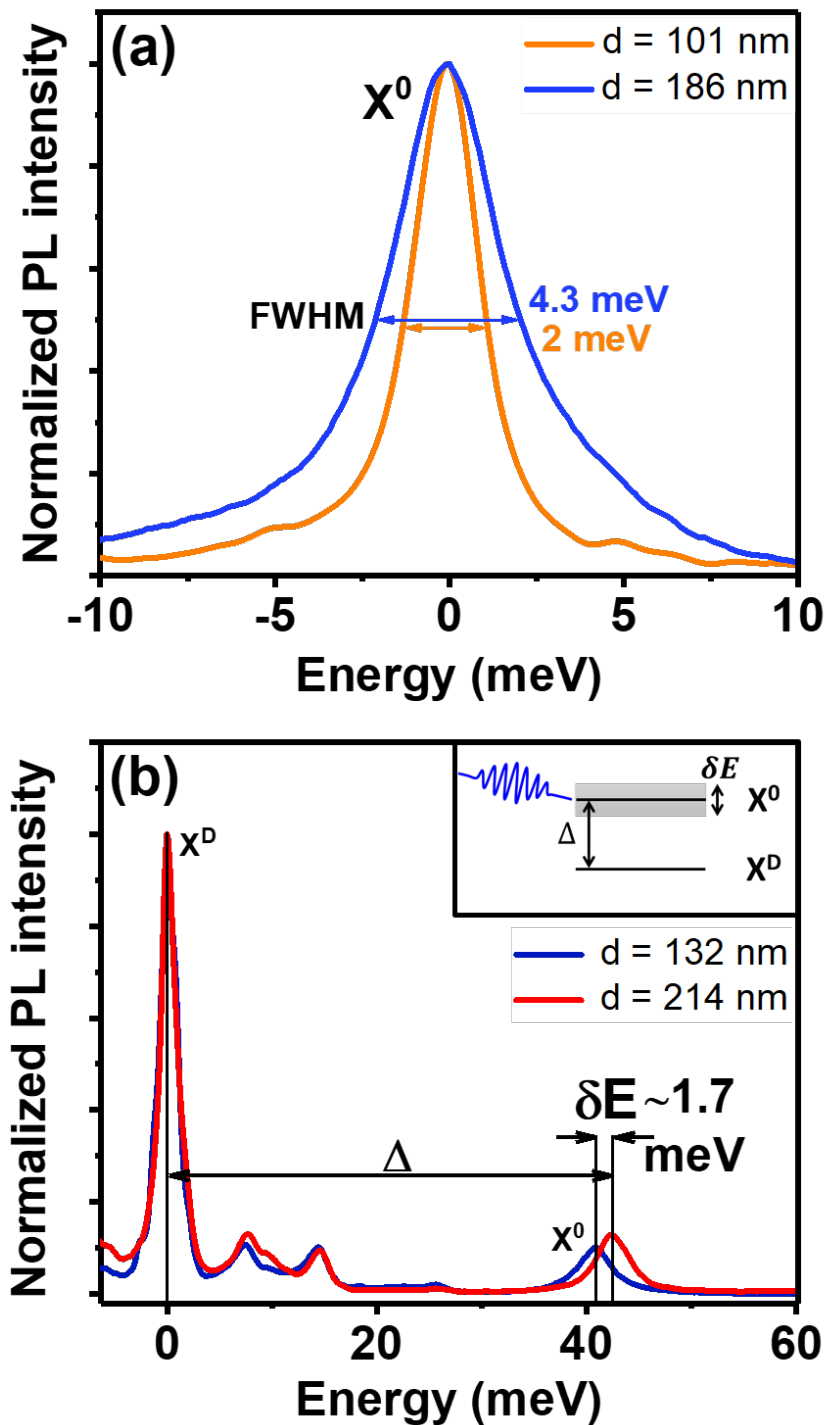 (a)
d = 101 nm
d = 186 nm
X⁰
Normalized PL intensity
FWHM
4.3 meV
2 meV
-10
-5
0
5
10
Energy (meV)
(b)
δE
X⁰
Δ
Xᴰ
Xᴰ
d = 132 nm
d = 214 nm
Normalized PL intensity
δE ~1.7
meV
Δ
X⁰
0
20
40
60
Energy (meV)